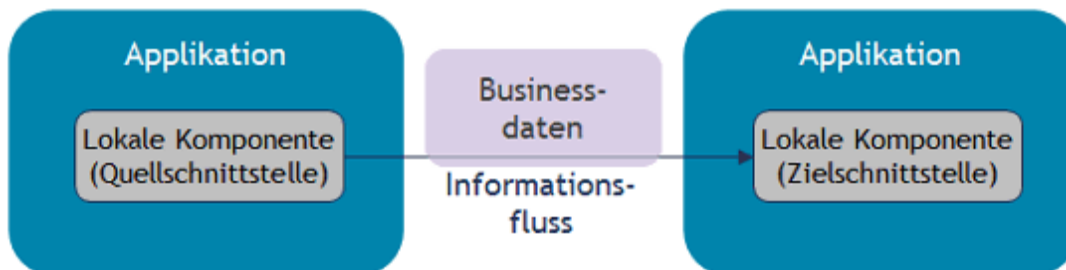 Applikation
Lokale Komponente
(Quellschnittstelle)
Business-
daten
Informations-
fluss
Applikation
Lokale Komponente
(Zielschnittstelle)